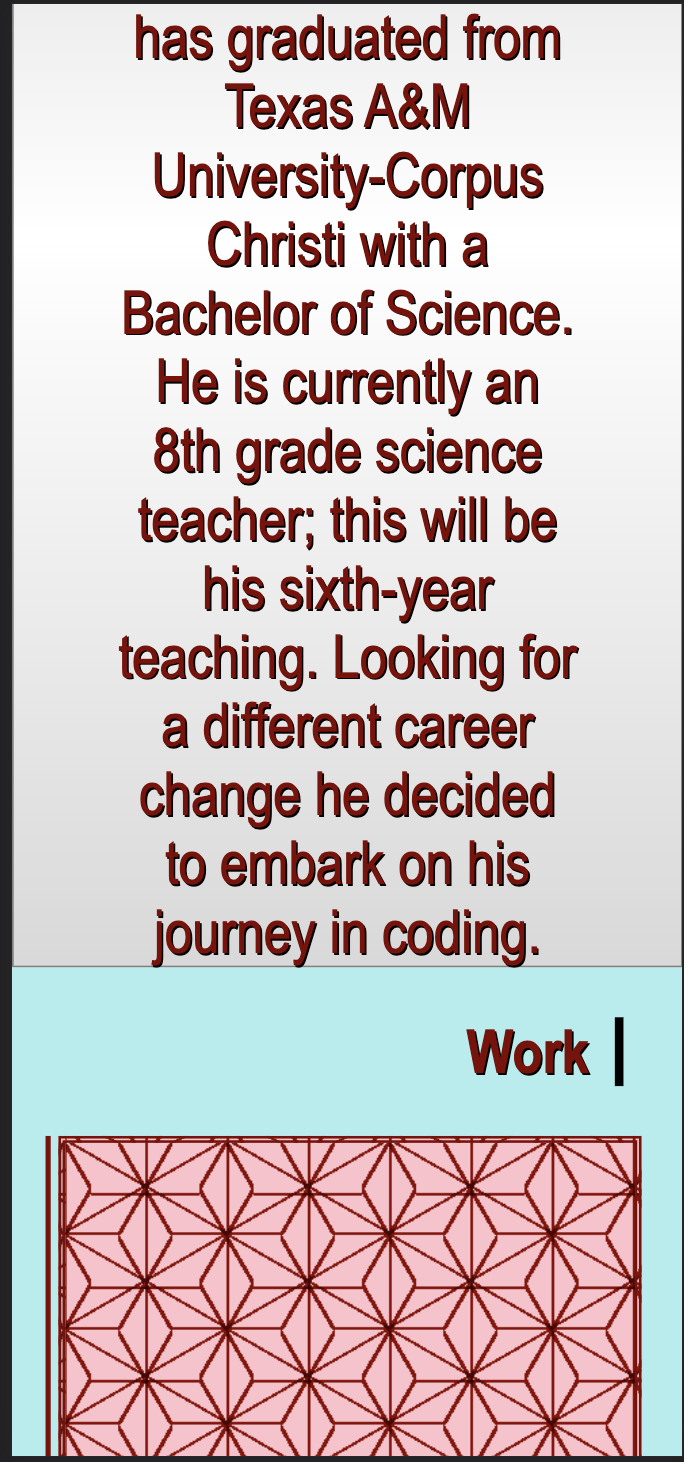 has graduated from
Texas A&M
University-Corpus
Christi with a
Bachelor of Science.
He is currently an
8th grade science
teacher; this will be
his sixth-year
teaching. Looking for
a different career
change he decided
to embark on his
journey in coding.
Work